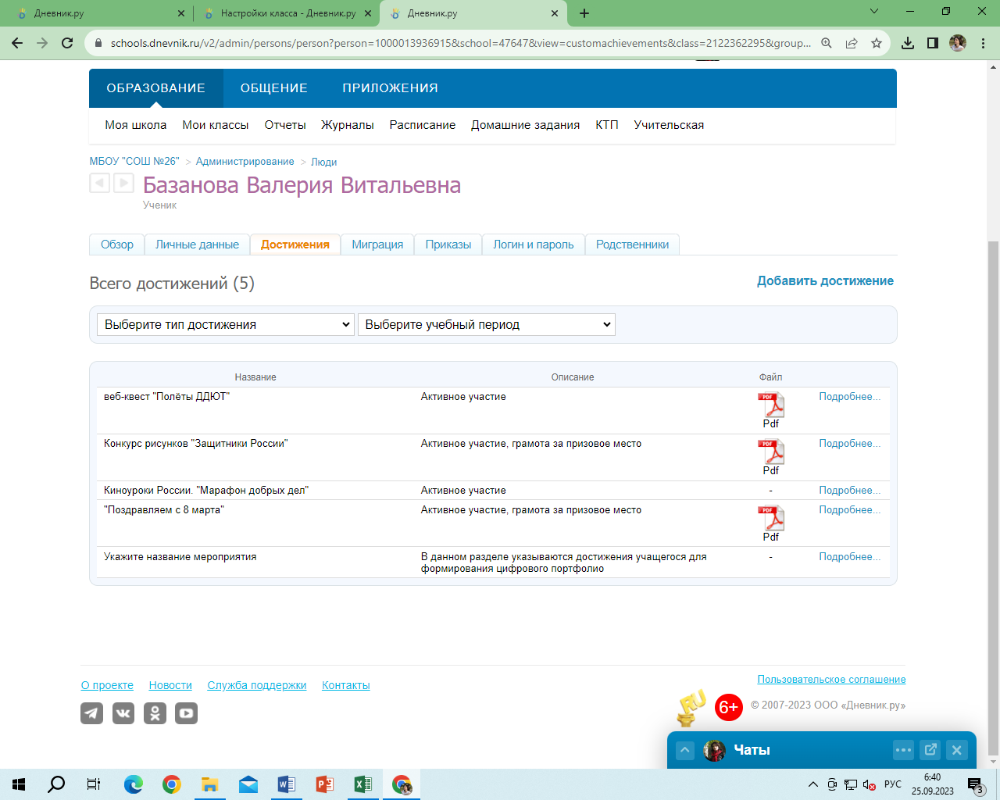 Дневник.ру
Настройки класса - Дневник.ру
Дневник.ру
schools.dnevnik.ru/v2/admin/persons/person?person=1000013936915&school=47647&view=customachievements&class=2122362295&group...
ОБРАЗОВАНИЕ ОБЩЕНИЕ ПРИЛОЖЕНИЯ
Моя школа Мои классы Отчеты Журналы Расписание Домашние задания КТП Учительская
МБОУ "СОШ №26" > Администрирование > Люди
Базанова Валерия Витальевна
Ученик
Обзор Личные данные Достижения Миграция Приказы Логин и пароль Родственники
Всего достижений (5) Добавить достижение
Выберите тип достижения Выберите учебный период
Название Описание Файл
веб-квест "Полёты ДДЮТ" Активное участие PDF Подробнее...
Pdf
Конкурс рисунков "Защитники России" Активное участие, грамота за призовое место PDF Подробнее...
Pdf
Киноуроки России. "Марафон добрых дел" Активное участие - Подробнее...
"Поздравляем с 8 марта" Активное участие, грамота за призовое место PDF Подробнее...
Pdf
Укажите название мероприятия В данном разделе указываются достижения учащегося для - Подробнее...
формирования цифрового портфолио
О проекте Новости Служба поддержки Контакты
Пользовательское соглашение
RU 6+ © 2007-2023 ООО «Дневник.ру»
Чаты
РУС
6:40
25.09.2023
3